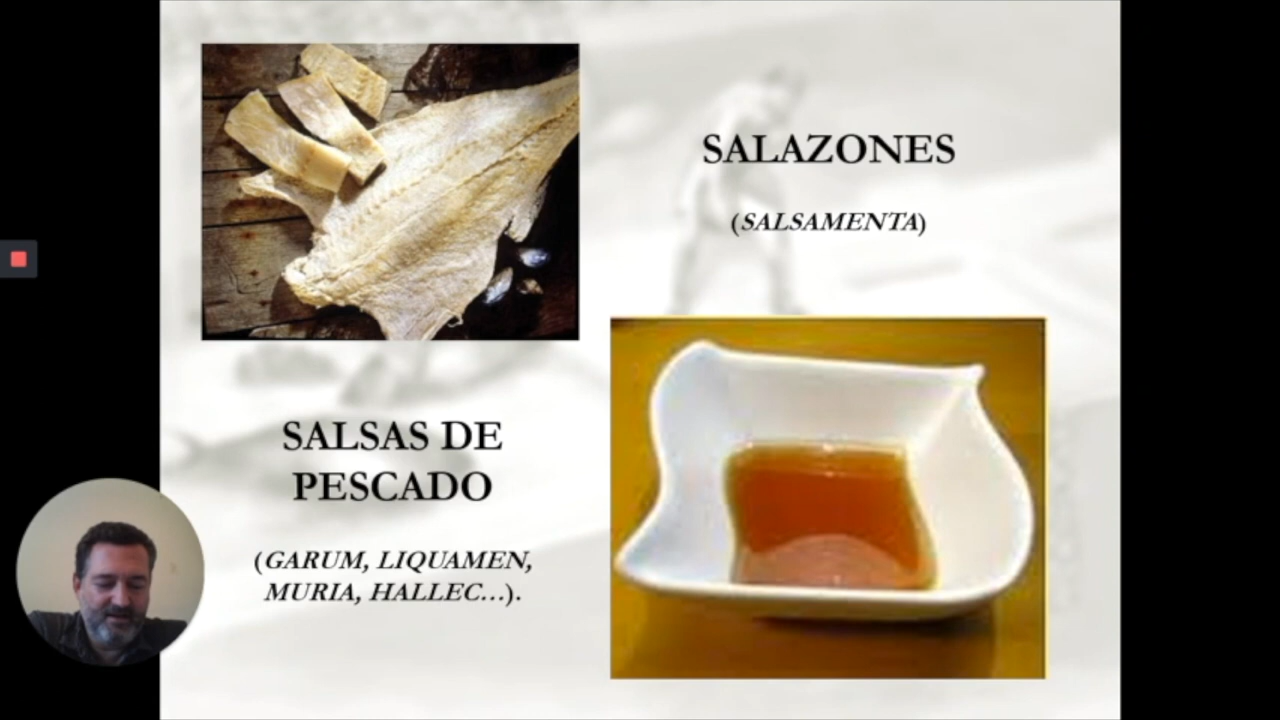 SALAZONES
(SALSAMENTA)
SALSAS DE
PESCADO
(GARUM, LIQUAMEN,
MURIA, HALLEC...).